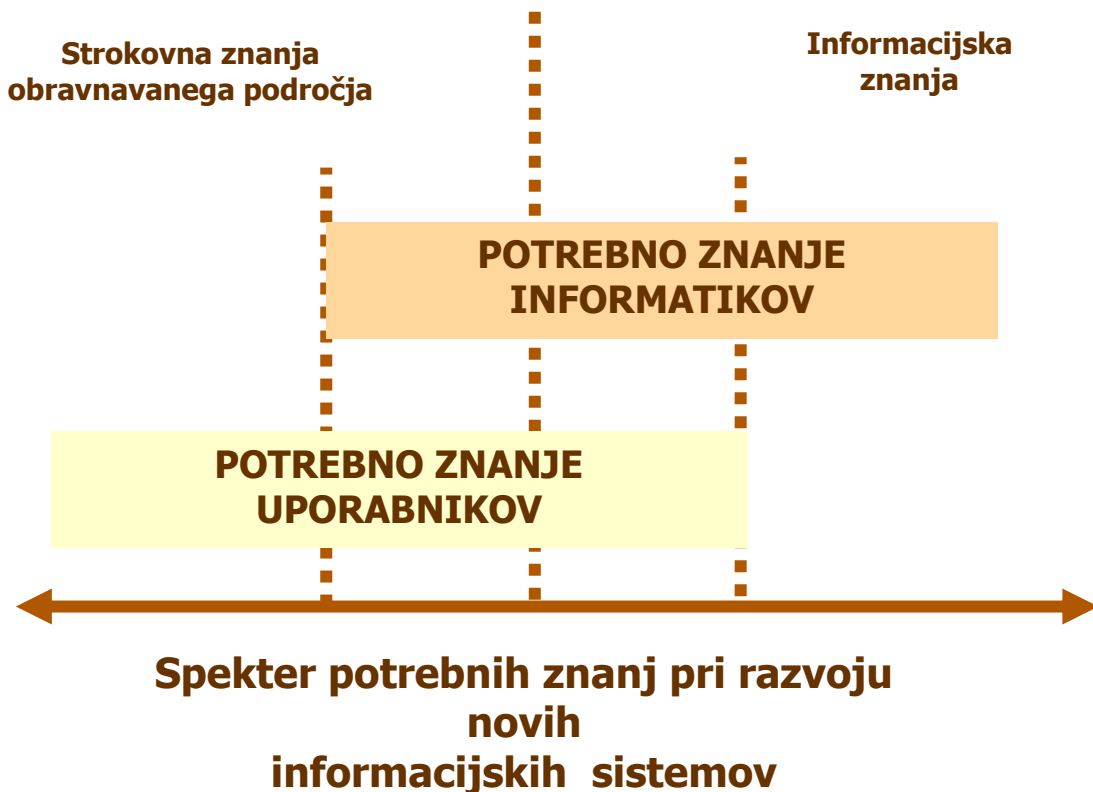 Strokovna znanja
obravnavanega področja
Informacijska
znanja
POTREBNO ZNANJE
INFORMATIKOV
POTREBNO ZNANJE
UPORABNIKOV
Spekter potrebnih znanj pri razvoju
novih
informacijskih sistemov